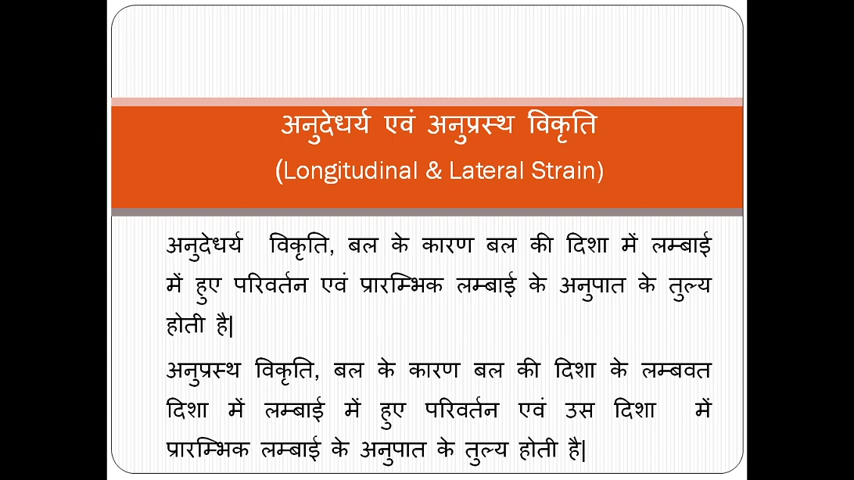 अनुदेधर्य एवं अनुप्रस्थ विकृति
(Longitudinal & Lateral Strain)
अनुदेधर्य विकृति, बल के कारण बल की दिशा में लम्बाई
में हुए परिवर्तन एवं प्रारम्भिक लम्बाई के अनुपात के तुल्य
होती है|
अनुप्रस्थ विकृति, बल के कारण बल की दिशा के लम्बवत
दिशा में लम्बाई में हुए परिवर्तन एवं उस दिशा में
प्रारम्भिक लम्बाई के अनुपात के तुल्य होती है|